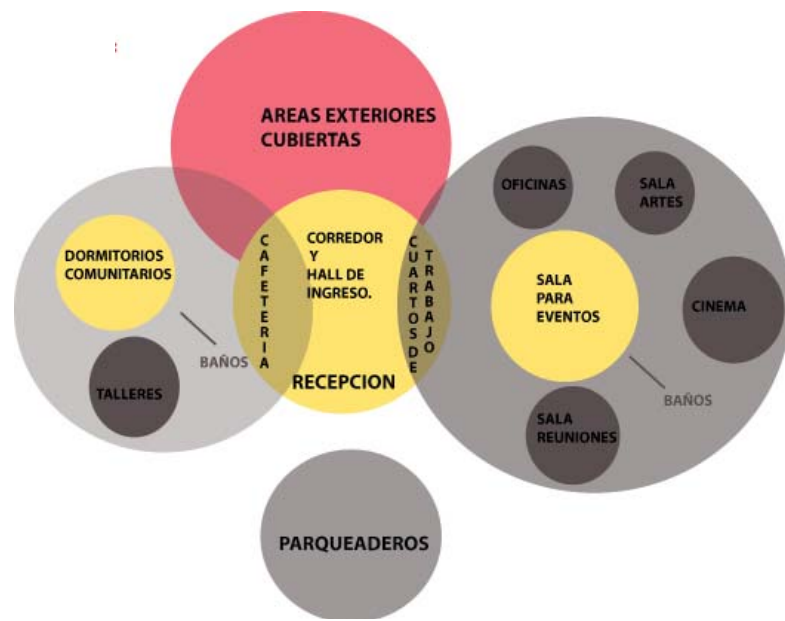 AREAS EXTERIORES
CUBIERTAS
OFICINAS
SALA
ARTES
DORMITORIOS
COMUNITARIOS
CAFETERIA
CORREDOR
Y
HALL DE
INGRESO.
CUARTOS DE
TRABAJO
SALA
PARA
EVENTOS
CINEMA
BAÑOS
TALLERES
RECEPCION
BAÑOS
SALA
REUNIONES
PARQUEADEROS